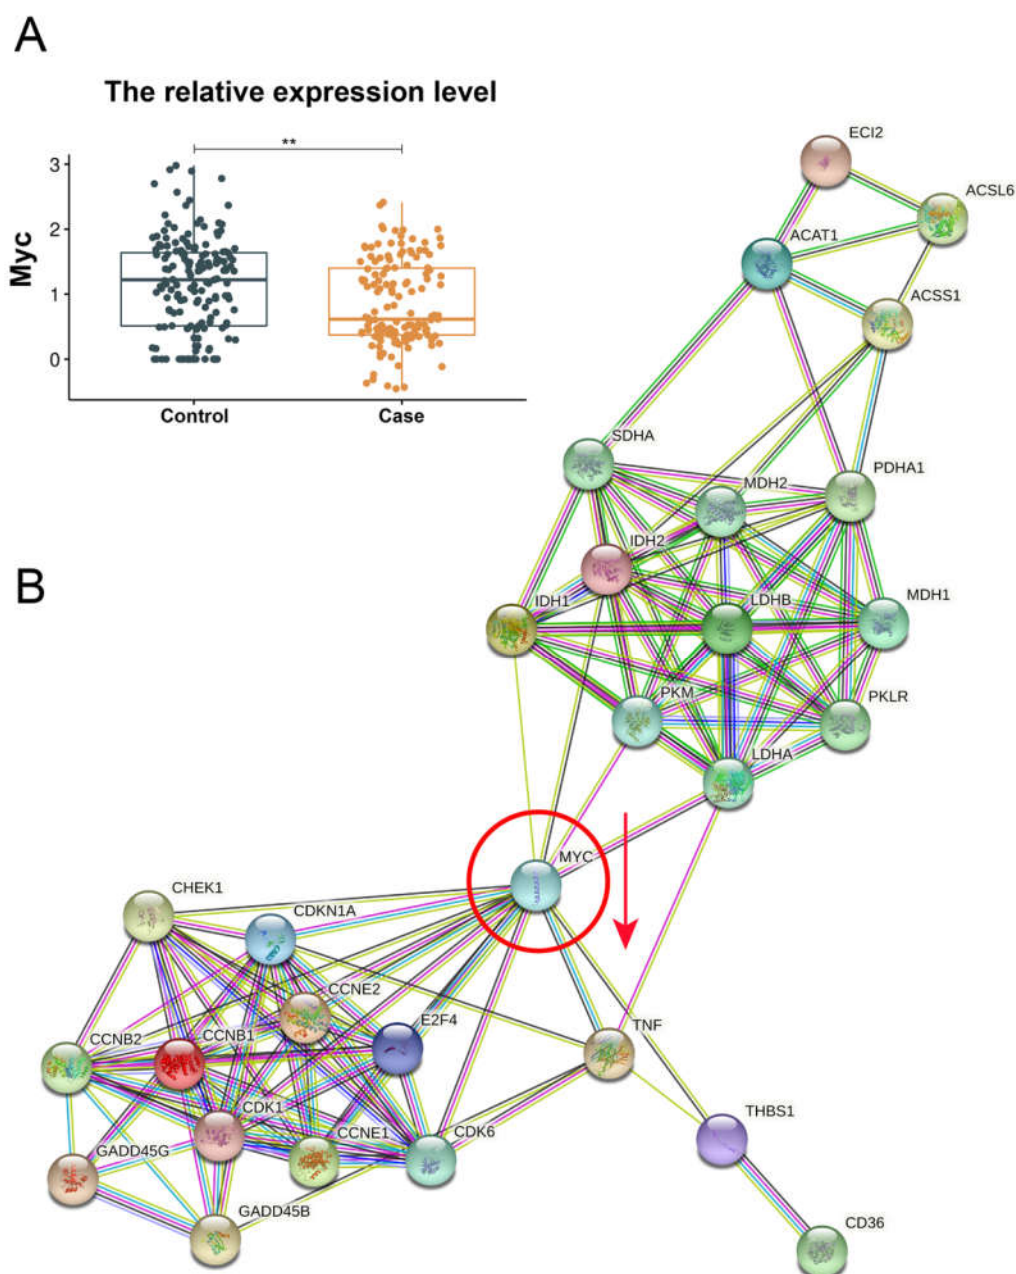 A
The relative expression level
**
3
2
1
0
Myc
Control
Case
B
ECI2
ACSL6
ACAT1
ACSS1
SDHA
PDHA1
MDH2
IDH2
IDH1
LDHB
MDH1
PKM
PKLR
LDHA
MYC
CHEK1
CDKN1A
CCNE2
E2F4
TNF
CCNB2
CCNB1
CDK1
CCNE1
CDK6
THBS1
GADD45G
GADD45B
CD36